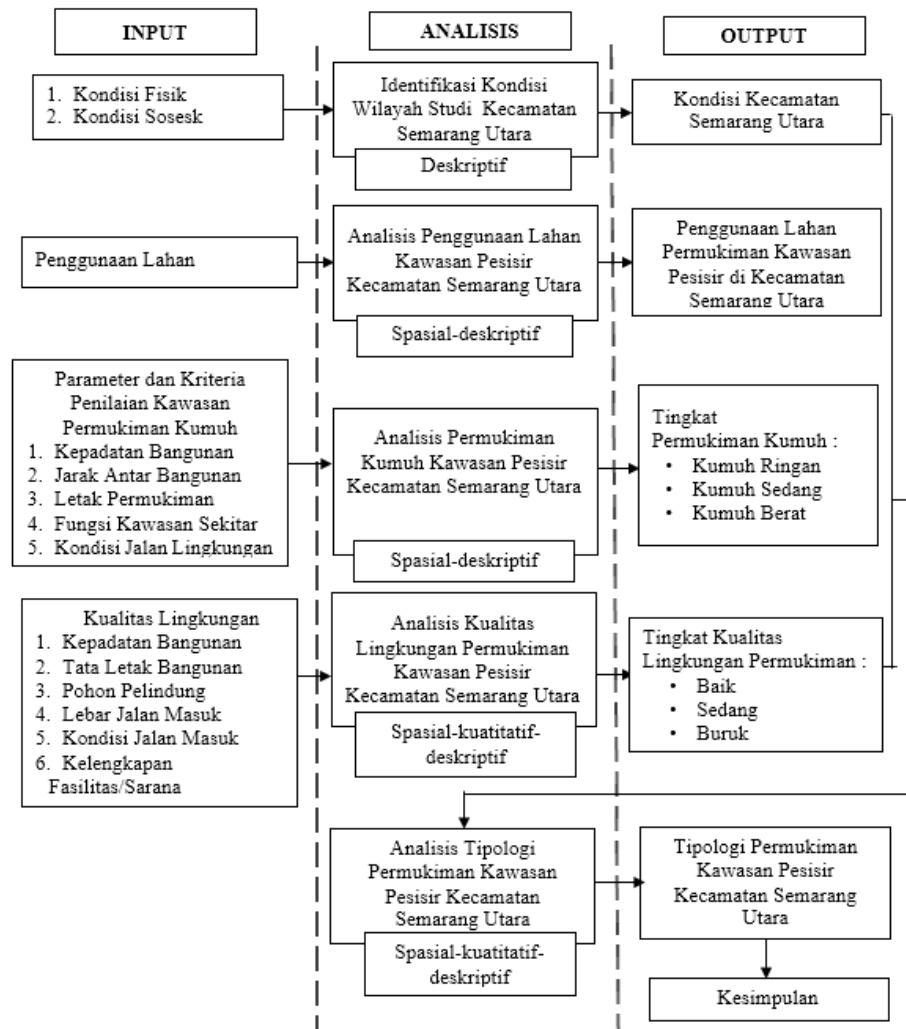 INPUT
ANALISIS
OUTPUT
1. Kondisi Fisik
2. Kondisi Sosesk
Identifikasi Kondisi
Wilayah Studi Kecamatan
Semarang Utara
Deskriptif
Kondisi Kecamatan
Semarang Utara
Penggunaan Lahan
Analisis Penggunaan Lahan
Kawasan Pesisir
Kecamatan Semarang Utara
Spasial-deskriptif
Penggunaan Lahan
Permukiman Kawasan
Pesisir di Kecamatan
Semarang Utara
Parameter dan Kriteria
Penilaian Kawasan
Permukiman Kumuh
1. Kepadatan Bangunan
2. Jarak Antar Bangunan
3. Letak Permukiman
4. Fungsi Kawasan Sekitar
5. Kondisi Jalan Lingkungan
Analisis Permukiman
Kumuh Kawasan Pesisir
Kecamatan Semarang Utara
Spasial-deskriptif
Tingkat
Permukiman Kumuh :
• Kumuh Ringan
• Kumuh Sedang
• Kumuh Berat
Kualitas Lingkungan
1. Kepadatan Bangunan
2. Tata Letak Bangunan
3. Pohon Pelindung
4. Lebar Jalan Masuk
5. Kondisi Jalan Masuk
6. Kelengkapan
Fasilitas/Sarana
Analisis Kualitas
Lingkungan Permukiman
Kawasan Pesisir
Kecamatan Semarang Utara
Spasial-kuatitatif-
deskriptif
Tingkat Kualitas
Lingkungan Permukiman :
• Baik
• Sedang
• Buruk
Analisis Tipologi
Permukiman Kawasan
Pesisir Kecamatan
Semarang Utara
Spasial-kuatitatif-
deskriptif
Tipologi Permukiman
Kawasan Pesisir
Kecamatan Semarang
Utara
Kesimpulan